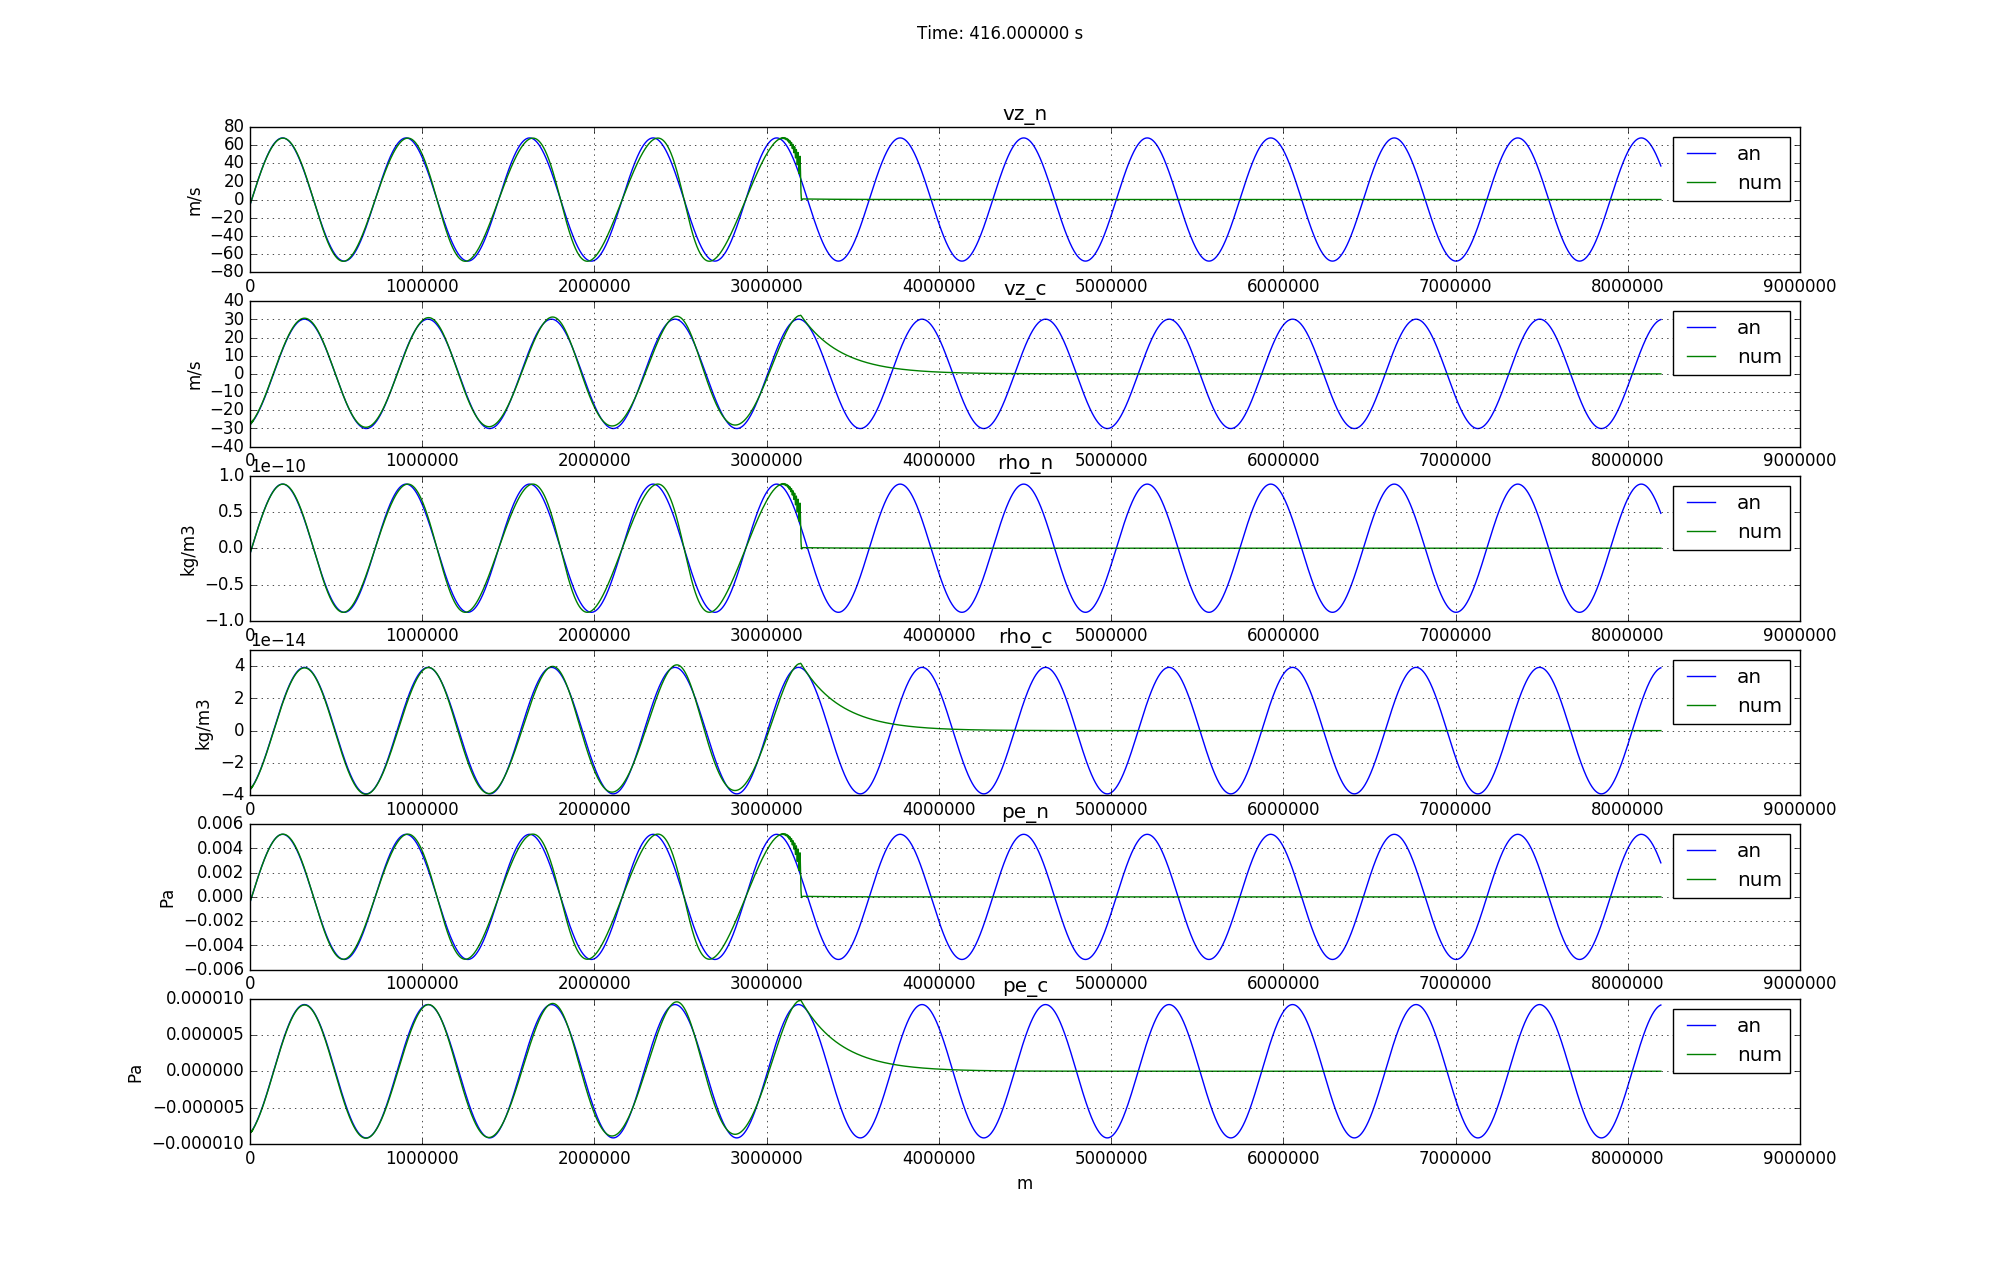 Time: 416.000000 s
vz_n
80
60
40
20
0
−20
−40
−60
−80
m/s
an
num
0 1000000 2000000 3000000 4000000 5000000 6000000 7000000 8000000 9000000
vz_c
40
30
20
10
0
−10
−20
−30
−40
m/s
an
num
0 1000000 2000000 3000000 4000000 5000000 6000000 7000000 8000000 9000000
1e−10
rho_n
1.0
0.5
0.0
−0.5
−1.0
kg/m3
an
num
0 1000000 2000000 3000000 4000000 5000000 6000000 7000000 8000000 9000000
1e−14
rho_c
4
2
0
−2
−4
kg/m3
an
num
0 1000000 2000000 3000000 4000000 5000000 6000000 7000000 8000000 9000000
pe_n
0.006
0.004
0.002
0.000
−0.002
−0.004
−0.006
Pa
an
num
0 1000000 2000000 3000000 4000000 5000000 6000000 7000000 8000000 9000000
pe_c
0.000010
0.000005
0.000000
−0.000005
−0.000010
Pa
an
num
0 1000000 2000000 3000000 4000000 5000000 6000000 7000000 8000000 9000000
m